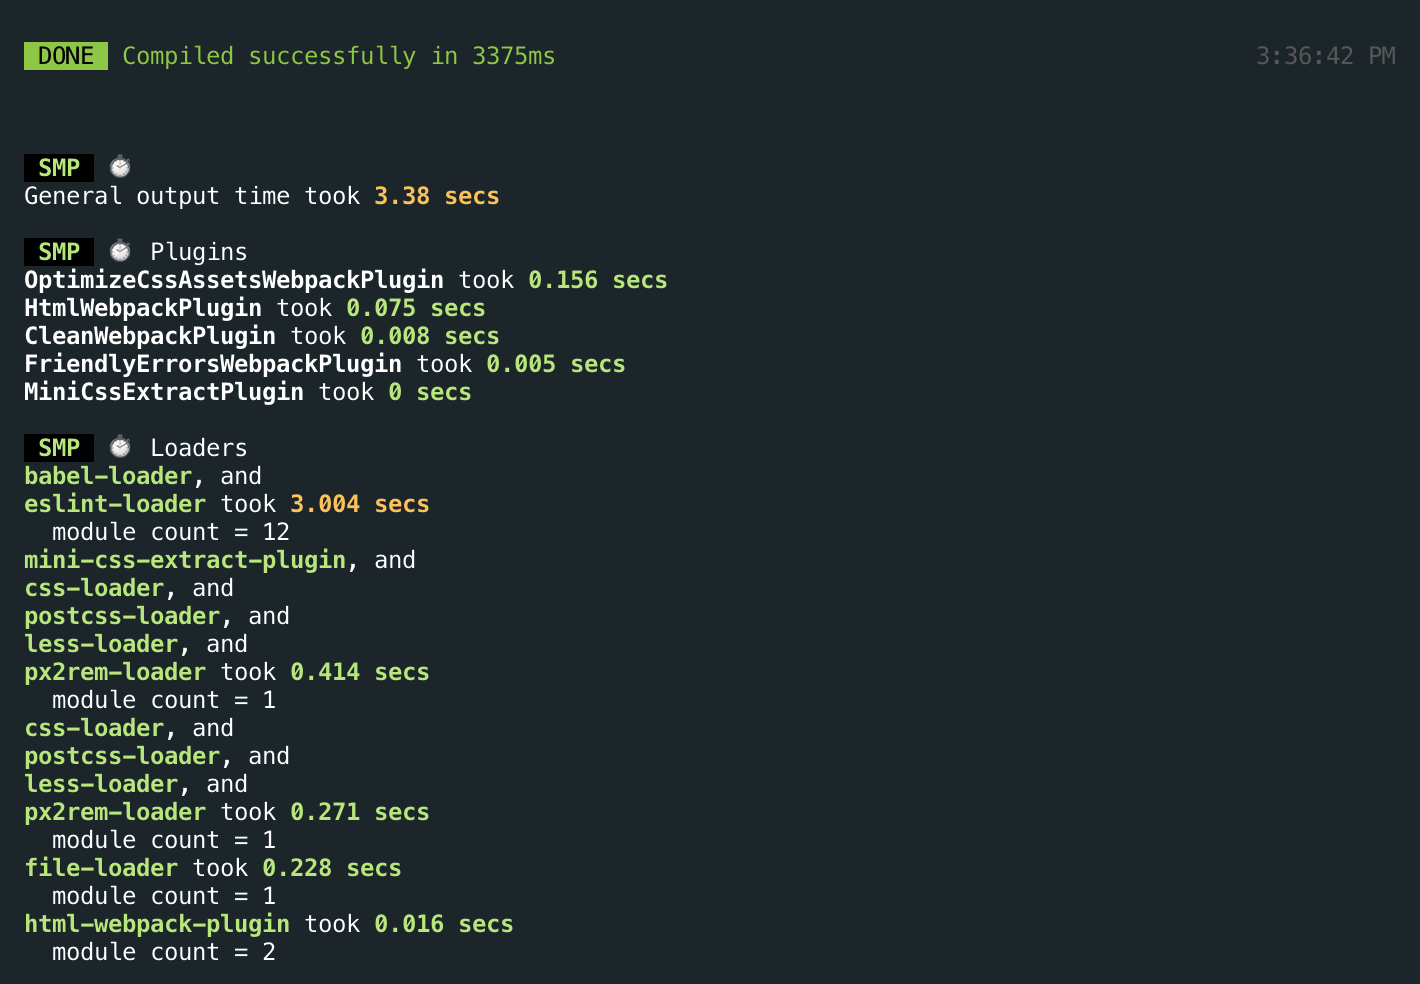 DONE Compiled successfully in 3375ms 3:36:42 PM
SMP ⏱
General output time took 3.38 secs
SMP ⏱ Plugins
OptimizeCssAssetsWebpackPlugin took 0.156 secs
HtmlWebpackPlugin took 0.075 secs
CleanWebpackPlugin took 0.008 secs
FriendlyErrorsWebpackPlugin took 0.005 secs
MiniCssExtractPlugin took 0 secs
SMP ⏱ Loaders
babel-loader, and
eslint-loader took 3.004 secs
module count = 12
mini-css-extract-plugin, and
css-loader, and
postcss-loader, and
less-loader, and
px2rem-loader took 0.414 secs
module count = 1
css-loader, and
postcss-loader, and
less-loader, and
px2rem-loader took 0.271 secs
module count = 1
file-loader took 0.228 secs
module count = 1
html-webpack-plugin took 0.016 secs
module count = 2